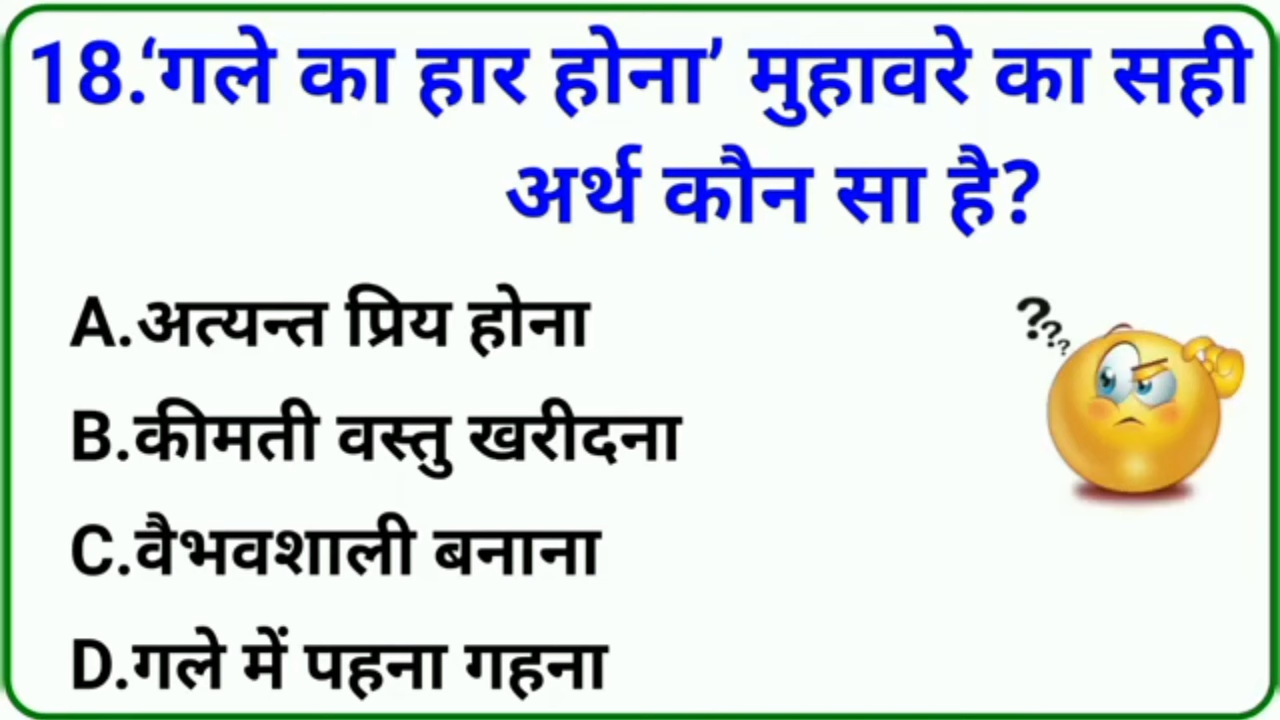 18.‘गले का हार होना’ मुहावरे का सही
अर्थ कौन सा है?
???
A.अत्यन्त प्रिय होना
B.कीमती वस्तु खरीदना
C.वैभवशाली बनाना
D.गले में पहना गहना